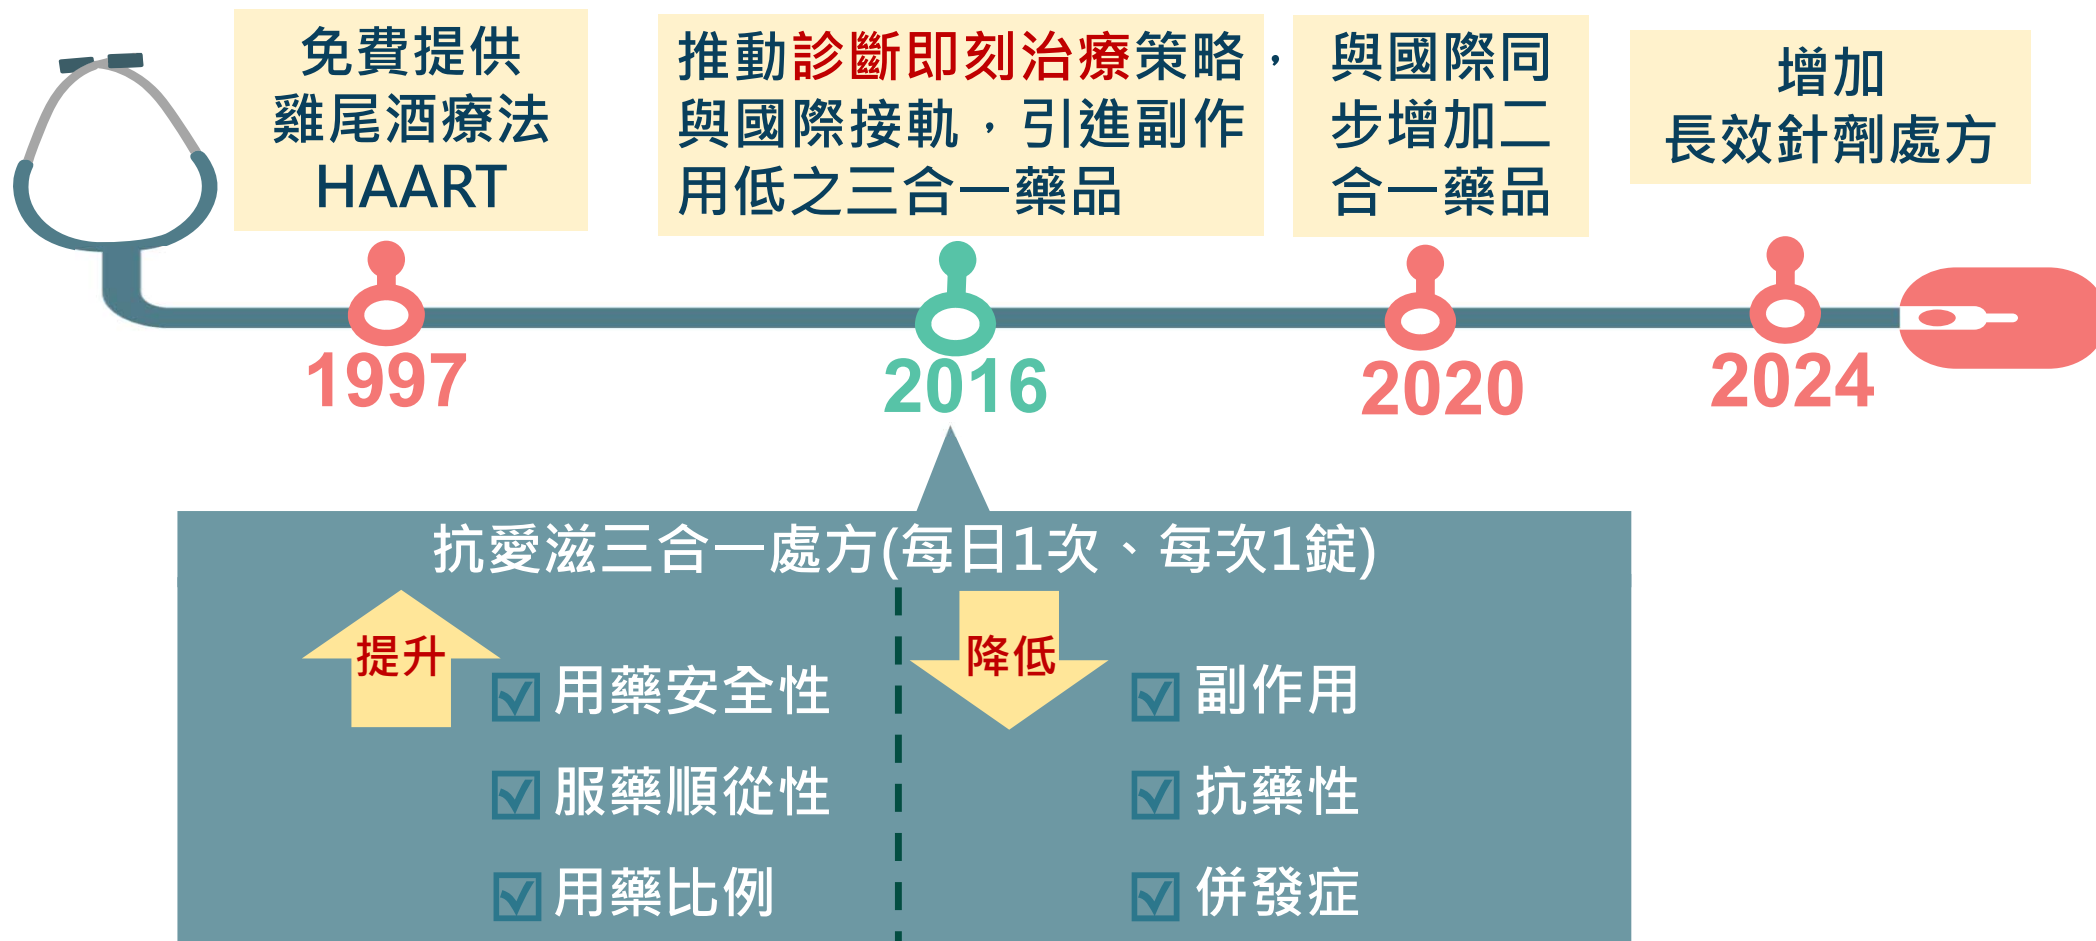 免費提供
雞尾酒療法
HAART
推動診斷即刻治療策略，
與國際接軌，引進副作
用低之三合一藥品
與國際同
步增加二
合一藥品
增加
長效針劑處方
1997
2016
2020
2024
抗愛滋三合一處方(每日1次、每次1錠)
提升
用藥安全性
服藥順從性
用藥比例
降低
副作用
抗藥性
併發症